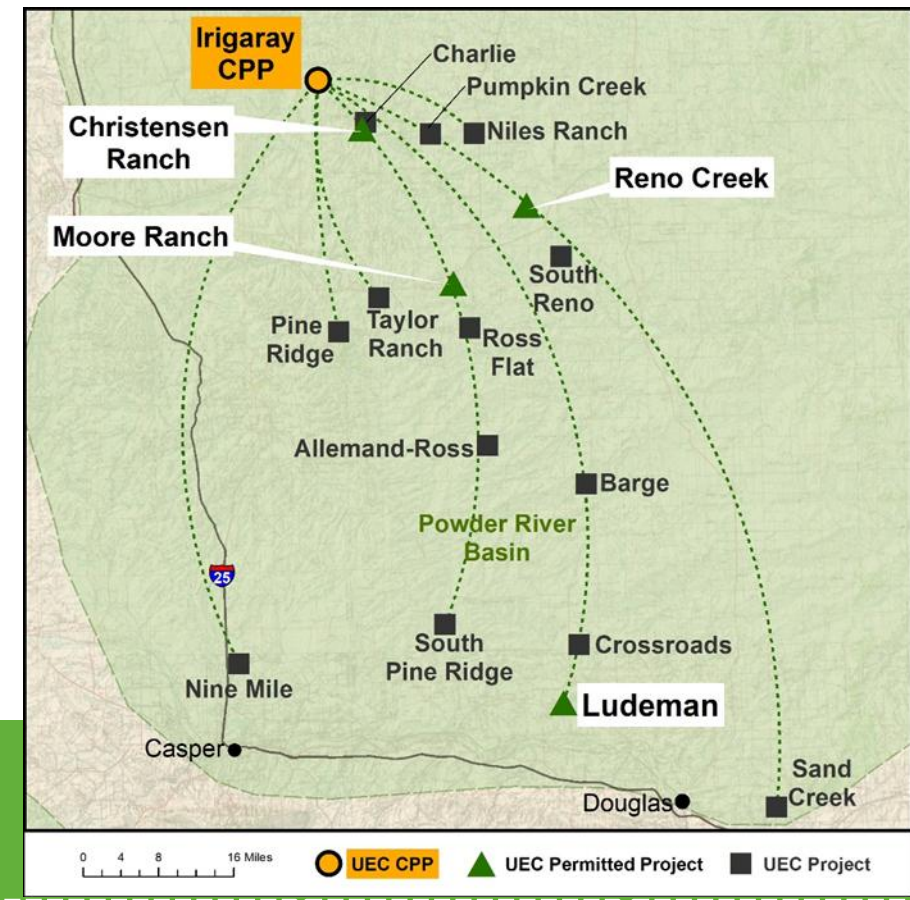 Irigaray
CPP
Charlie
Pumpkin Creek
Niles Ranch
Christensen
Ranch
Reno Creek
Moore Ranch
South
Reno
Taylor
Ranch
Pine
Ridge
Ross
Flat
Allemand-Ross
Barge
Powder River
Basin
25
South
Pine Ridge
Crossroads
Nine Mile
Ludeman
Casper
Sand
Creek
Douglas
0 4 8 16 Miles
UEC CPP
UEC Permitted Project
UEC Project